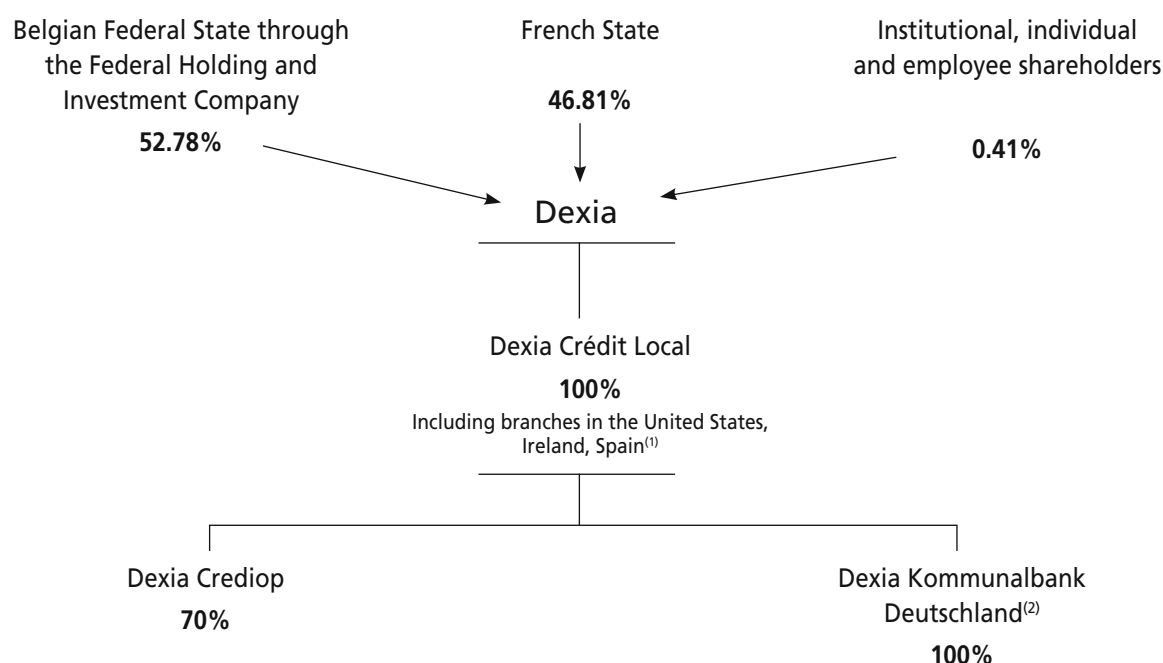 Belgian Federal State through
the Federal Holding and
Investment Company
52.78%
French State
46.81%
Institutional, individual
and employee shareholders
0.41%
Dexia
Dexia Crédit Local
100%
Including branches in the United States,
Ireland, Spain(1)
Dexia Crediop
70%
Dexia Kommunalbank
Deutschland(2)
100%